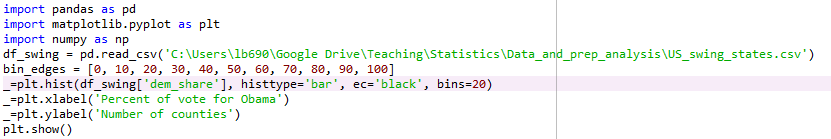 import pandas as pd
import matplotlib.pyplot as plt
import numpy as np
df_swing = pd.read_csv('C:\Users\lb690\Google Drive\Teaching\Statistics\Data_and_prep_analysis\US_swing_states.csv')
bin_edges = [0, 10, 20, 30, 40, 50, 60, 70, 80, 90, 100]
_=plt.hist(df_swing['dem_share'], histtype='bar', ec='black', bins=20)
_=plt.xlabel('Percent of vote for Obama')
_=plt.ylabel('Number of counties')
plt.show()